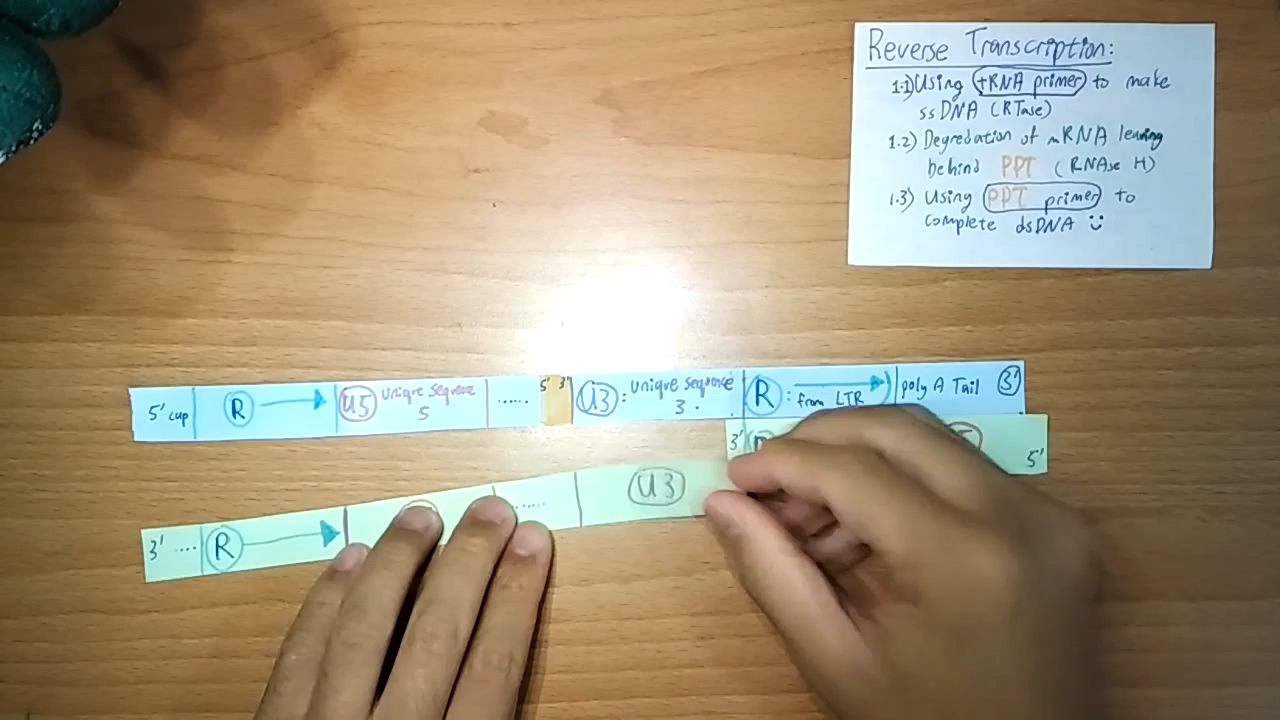 Reverse Transcription:
1.1) Using tRNA primer to make
ssDNA (RTase)
1.2) Degredation of mRNA leaving
behind PPT (RNAse H)
1.3) Using PPT primer to
complete dsDNA
5' cap R U5 unique sequence 5 ...... 5' 3' U3: unique sequence 3. R: from LTR poly A Tail 3'
3' 5'
3' .... R ...... U3